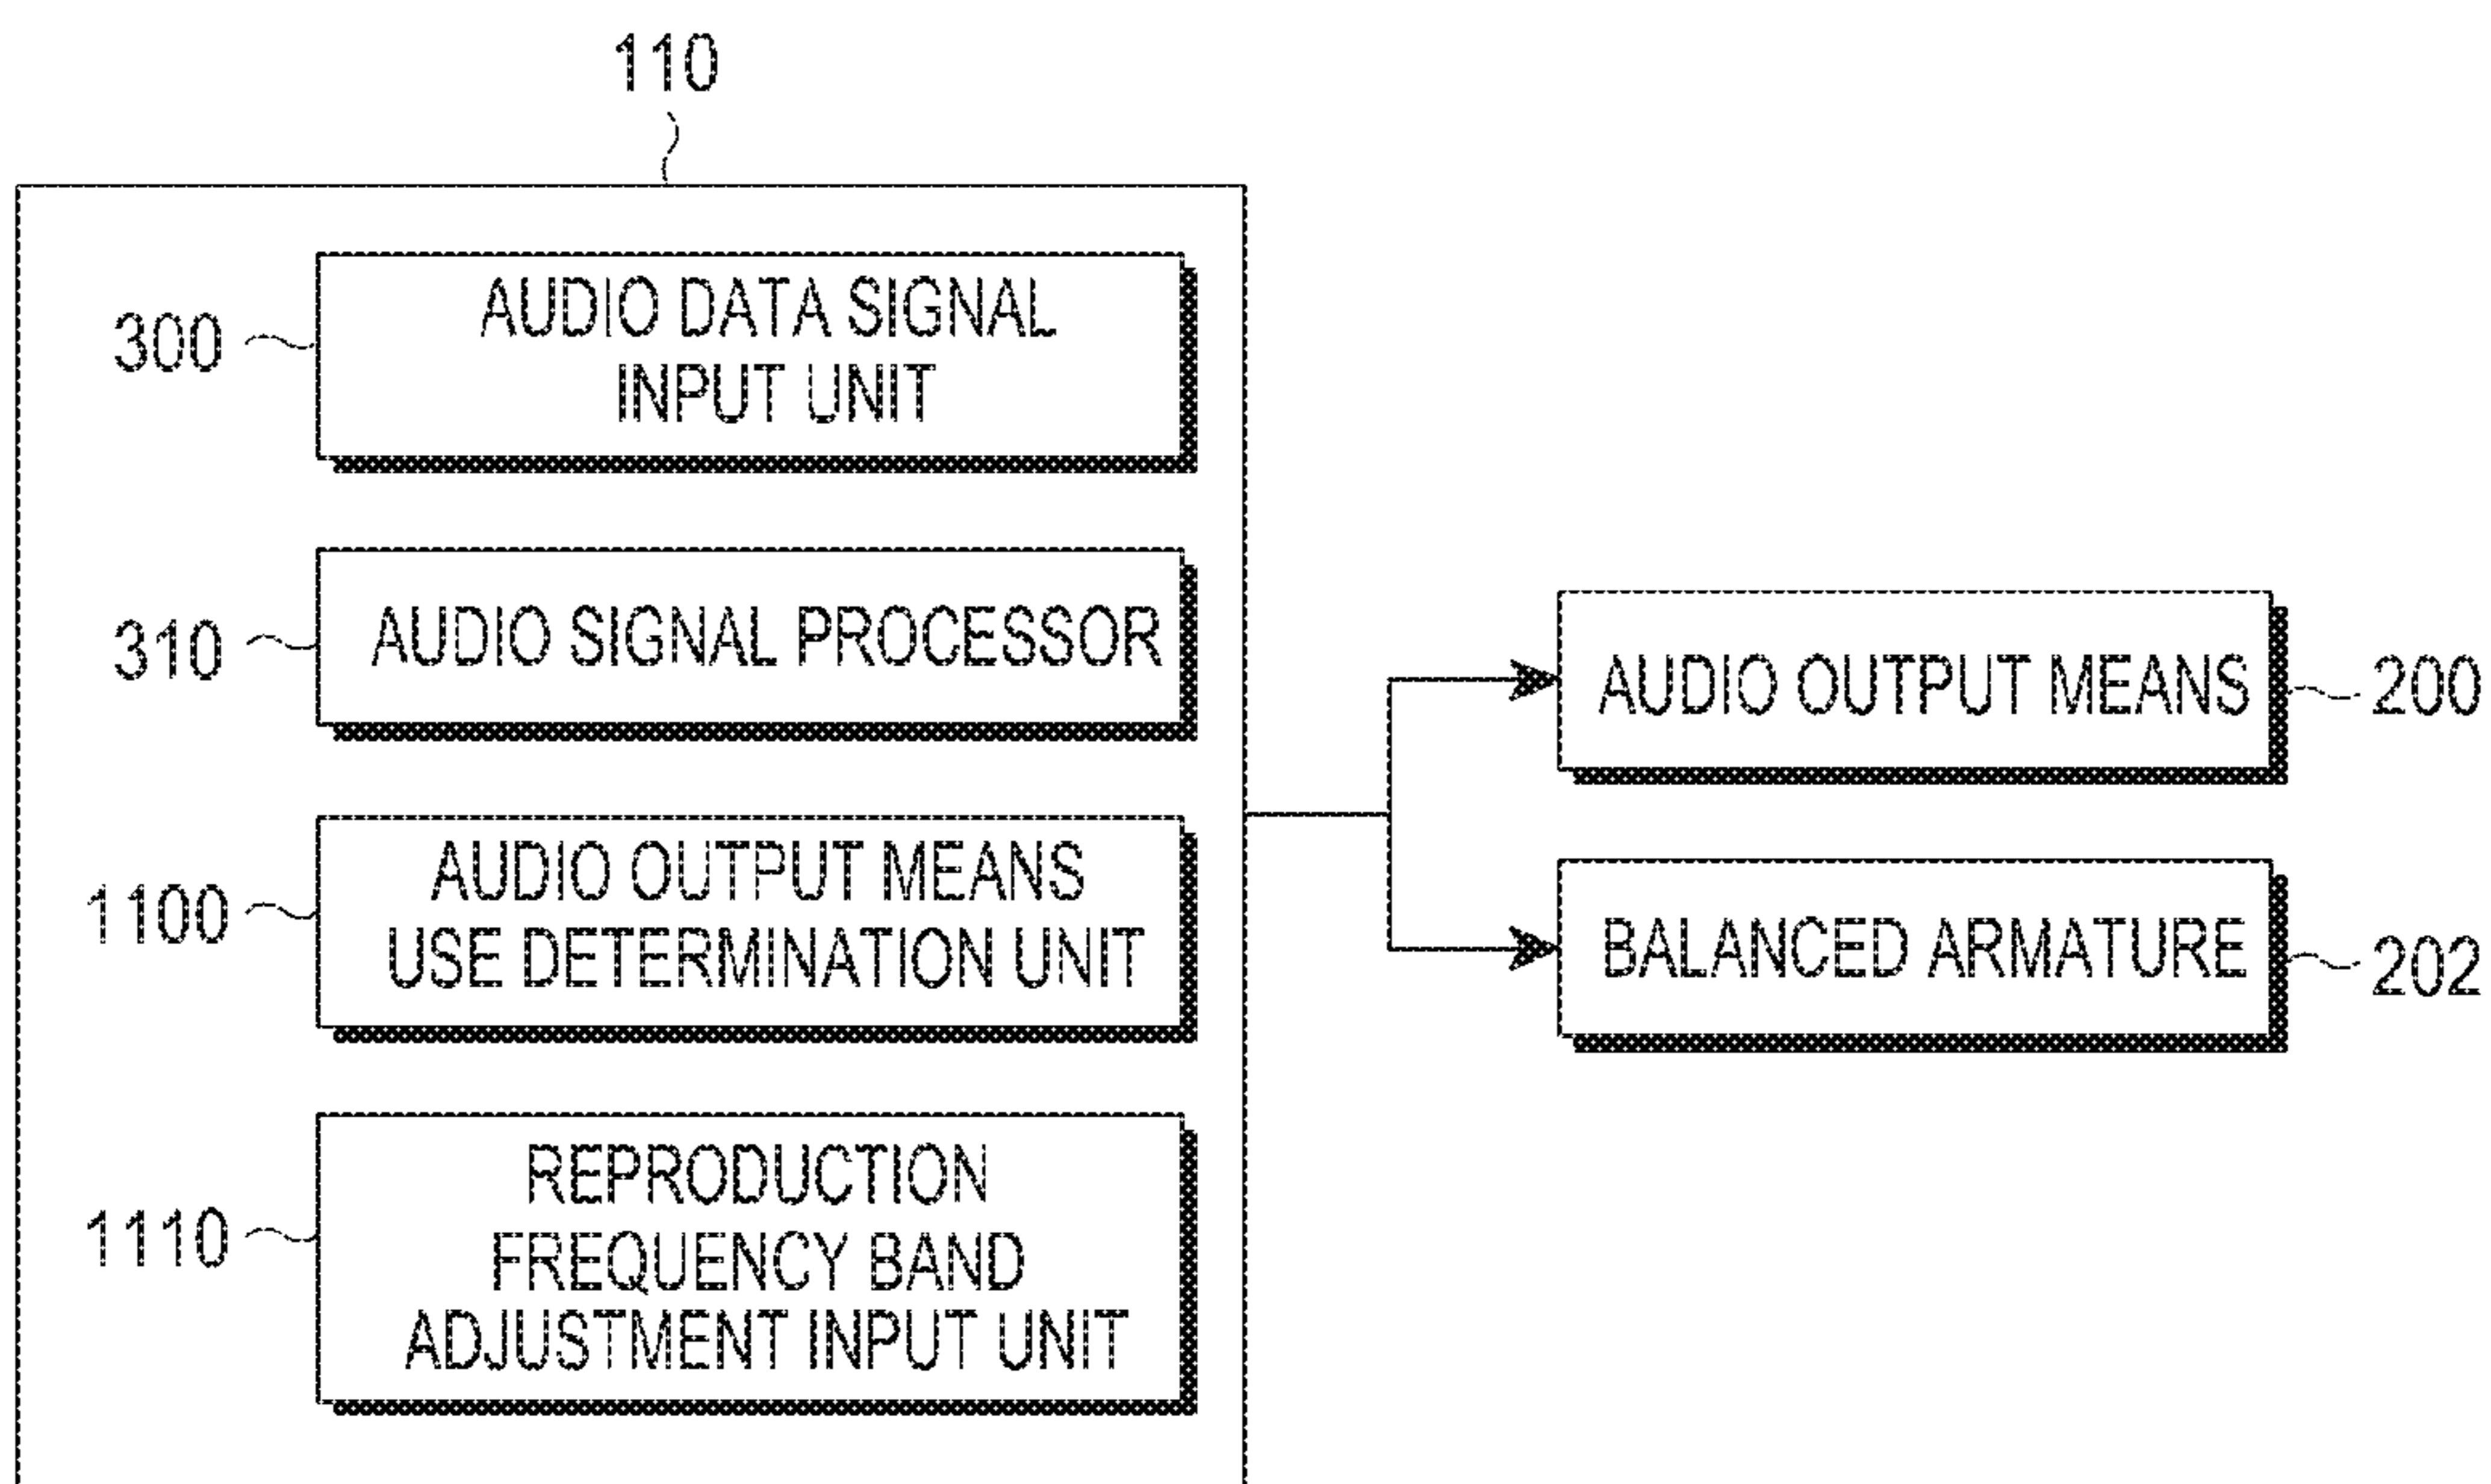 110
300
AUDIO DATA SIGNAL
INPUT UNIT
310
AUDIO SIGNAL PROCESSOR
1100
AUDIO OUTPUT MEANS
USE DETERMINATION UNIT
1110
REPRODUCTION
FREQUENCY BAND
ADJUSTMENT INPUT UNIT
AUDIO OUTPUT MEANS
200
BALANCED ARMATURE
202